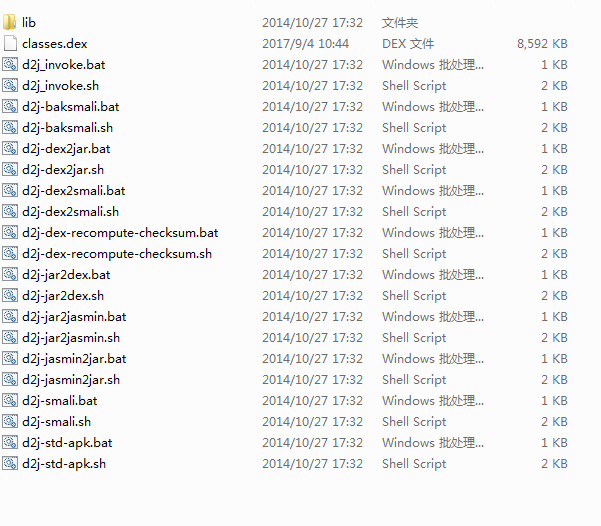 lib 2014/10/27 17:32 文件夹
classes.dex 2017/9/4 10:44 DEX 文件 8,592 KB
d2j_invoke.bat 2014/10/27 17:32 Windows 批处理... 1 KB
d2j_invoke.sh 2014/10/27 17:32 Shell Script 2 KB
d2j-baksmali.bat 2014/10/27 17:32 Windows 批处理... 1 KB
d2j-baksmali.sh 2014/10/27 17:32 Shell Script 2 KB
d2j-dex2jar.bat 2014/10/27 17:32 Windows 批处理... 1 KB
d2j-dex2jar.sh 2014/10/27 17:32 Shell Script 2 KB
d2j-dex2smali.bat 2014/10/27 17:32 Windows 批处理... 1 KB
d2j-dex2smali.sh 2014/10/27 17:32 Shell Script 2 KB
d2j-dex-recompute-checksum.bat 2014/10/27 17:32 Windows 批处理... 1 KB
d2j-dex-recompute-checksum.sh 2014/10/27 17:32 Shell Script 2 KB
d2j-jar2dex.bat 2014/10/27 17:32 Windows 批处理... 1 KB
d2j-jar2dex.sh 2014/10/27 17:32 Shell Script 2 KB
d2j-jar2jasmin.bat 2014/10/27 17:32 Windows 批处理... 1 KB
d2j-jar2jasmin.sh 2014/10/27 17:32 Shell Script 2 KB
d2j-jasmin2jar.bat 2014/10/27 17:32 Windows 批处理... 1 KB
d2j-jasmin2jar.sh 2014/10/27 17:32 Shell Script 2 KB
d2j-smali.bat 2014/10/27 17:32 Windows 批处理... 1 KB
d2j-smali.sh 2014/10/27 17:32 Shell Script 2 KB
d2j-std-apk.bat 2014/10/27 17:32 Windows 批处理... 1 KB
d2j-std-apk.sh 2014/10/27 17:32 Shell Script 2 KB